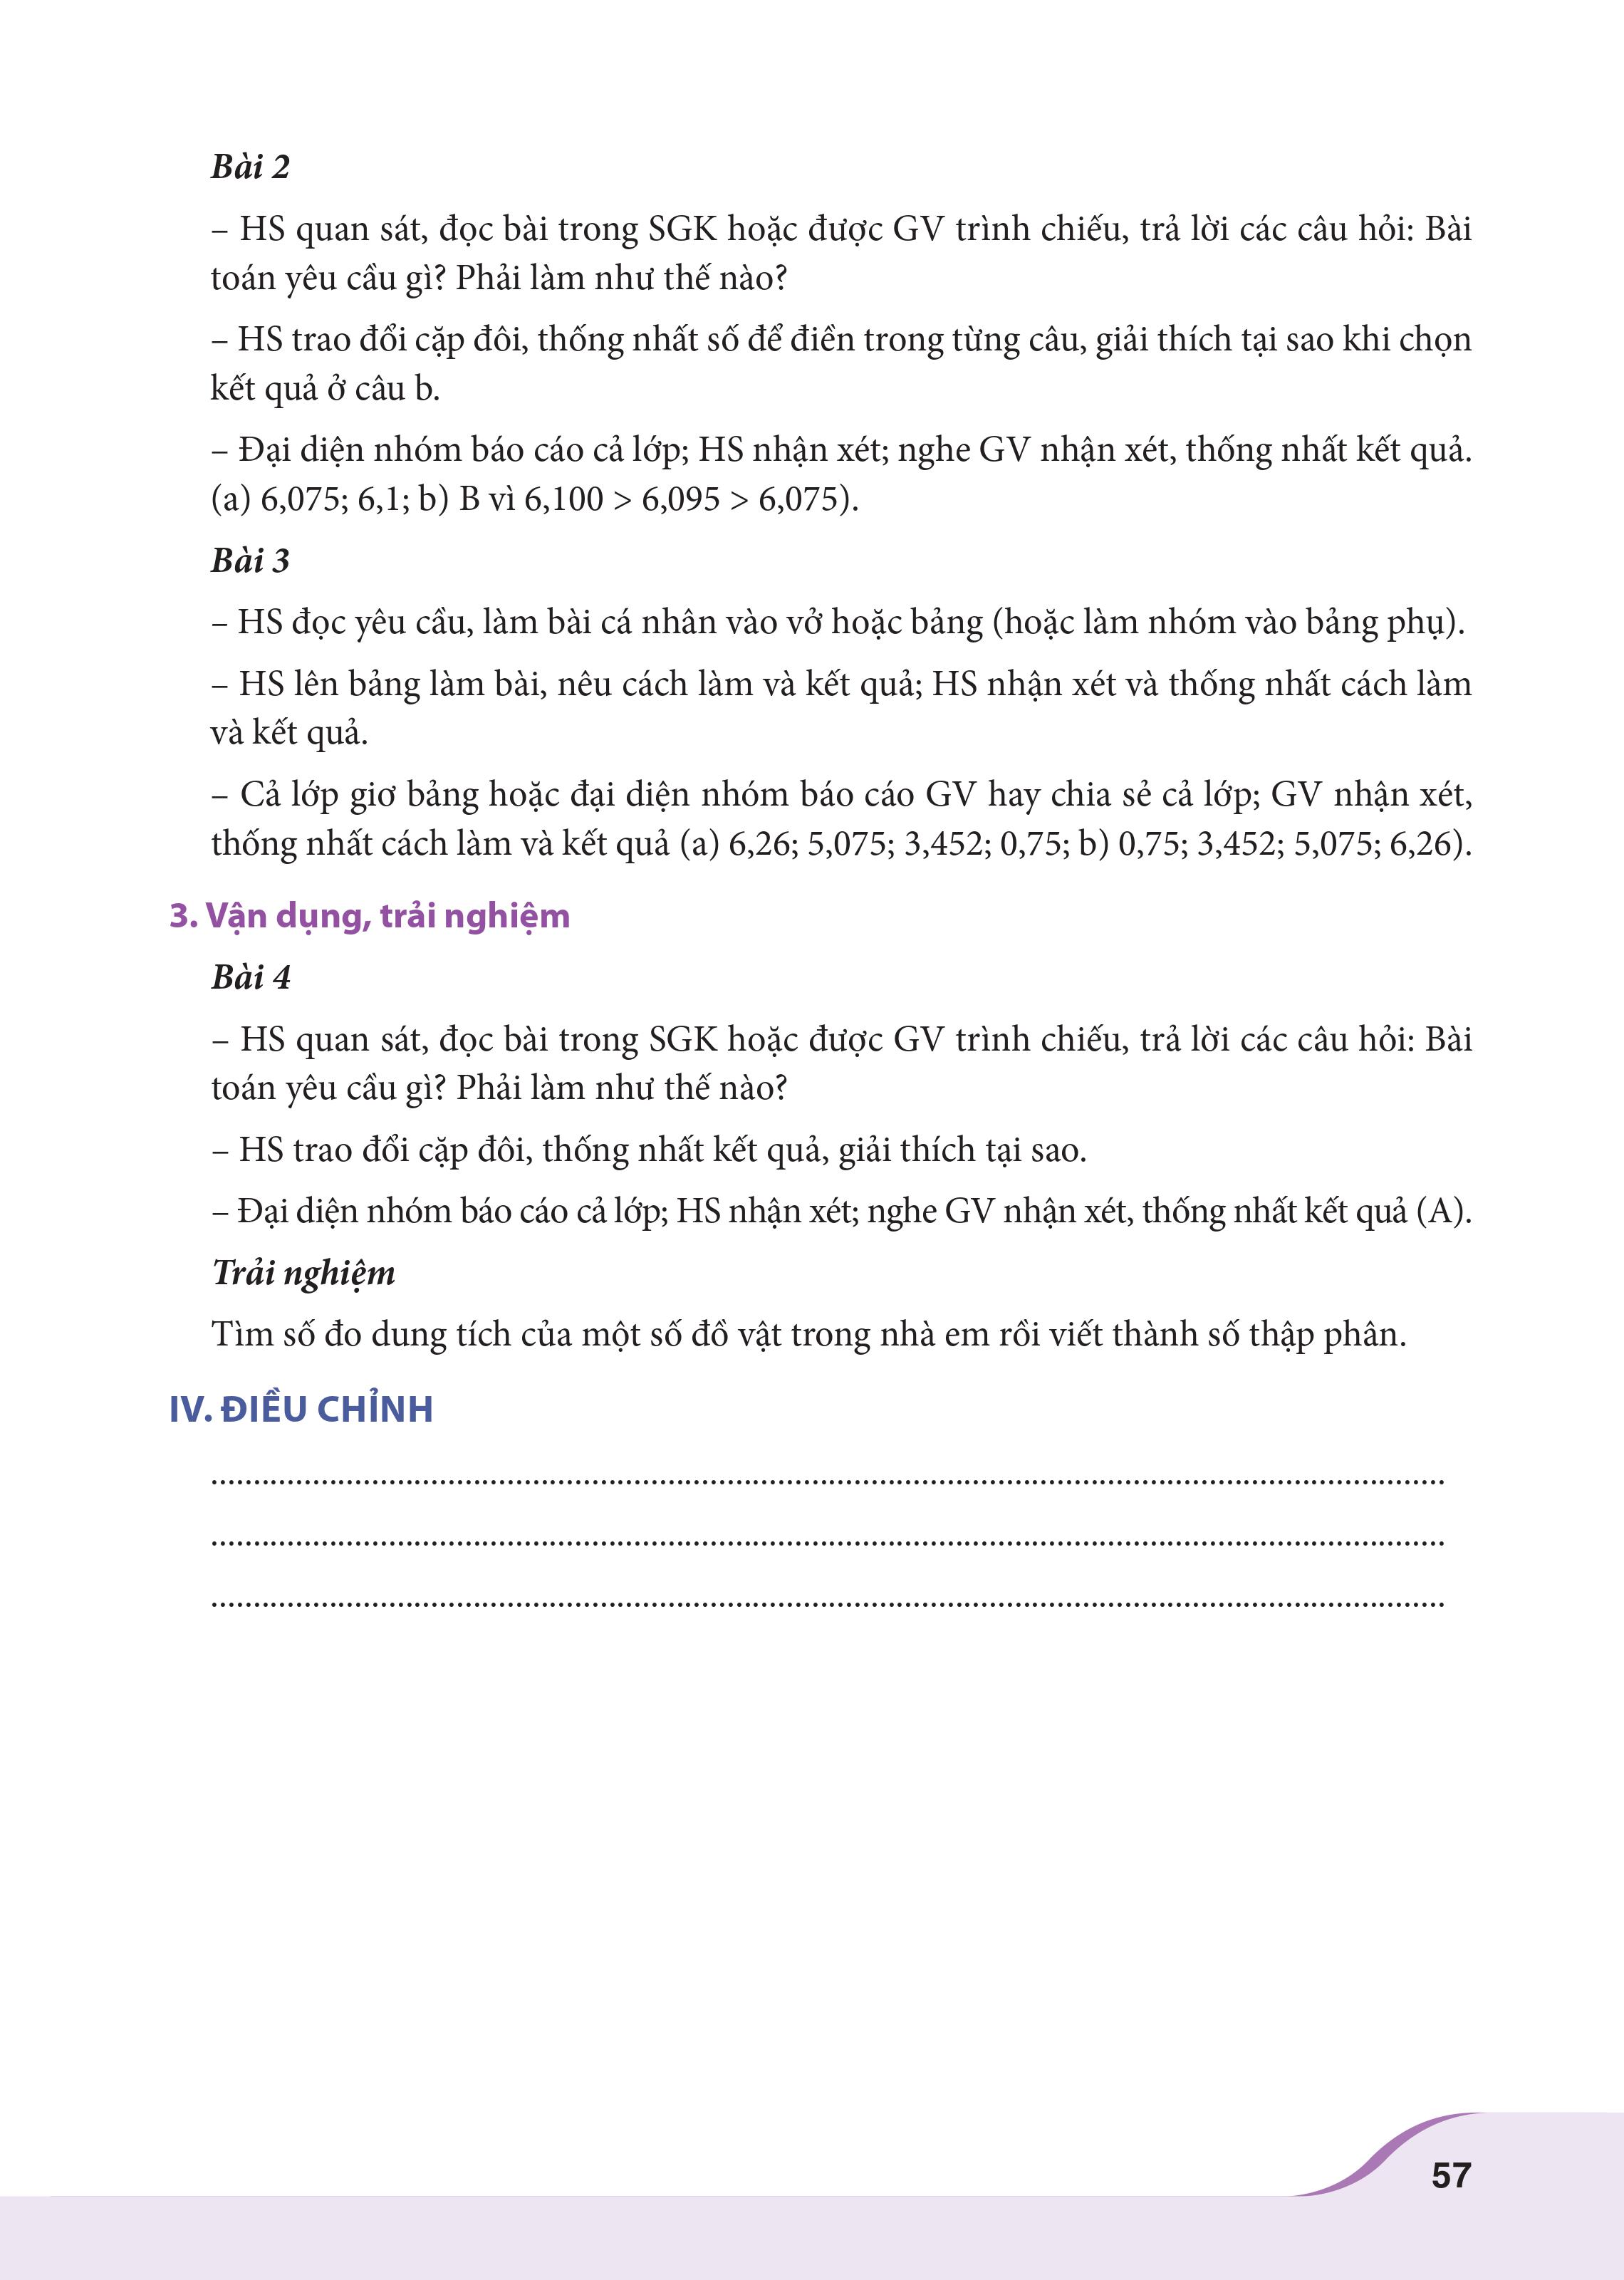 Bài 2
– HS quan sát, đọc bài trong SGK hoặc được GV trình chiếu, trả lời các câu hỏi: Bài
toán yêu cầu gì? Phải làm như thế nào?
– HS trao đổi cặp đôi, thống nhất số để điền trong từng câu, giải thích tại sao khi chọn
kết quả ở câu b.
– Đại diện nhóm báo cáo cả lớp; HS nhận xét; nghe GV nhận xét, thống nhất kết quả.
(a) 6,075; 6,1; b) B vì 6,100 > 6,095 > 6,075).
Bài 3
– HS đọc yêu cầu, làm bài cá nhân vào vở hoặc bảng (hoặc làm nhóm vào bảng phụ).
– HS lên bảng làm bài, nêu cách làm và kết quả; HS nhận xét và thống nhất cách làm
và kết quả.
– Cả lớp giơ bảng hoặc đại diện nhóm báo cáo GV hay chia sẻ cả lớp; GV nhận xét,
thống nhất cách làm và kết quả (a) 6,26; 5,075; 3,452; 0,75; b) 0,75; 3,452; 5,075; 6,26).
3. Vận dụng, trải nghiệm
Bài 4
– HS quan sát, đọc bài trong SGK hoặc được GV trình chiếu, trả lời các câu hỏi: Bài
toán yêu cầu gì? Phải làm như thế nào?
– HS trao đổi cặp đôi, thống nhất kết quả, giải thích tại sao.
– Đại diện nhóm báo cáo cả lớp; HS nhận xét; nghe GV nhận xét, thống nhất kết quả (A).
Trải nghiệm
Tìm số đo dung tích của một số đồ vật trong nhà em rồi viết thành số thập phân.
IV. ĐIỀU CHỈNH
57